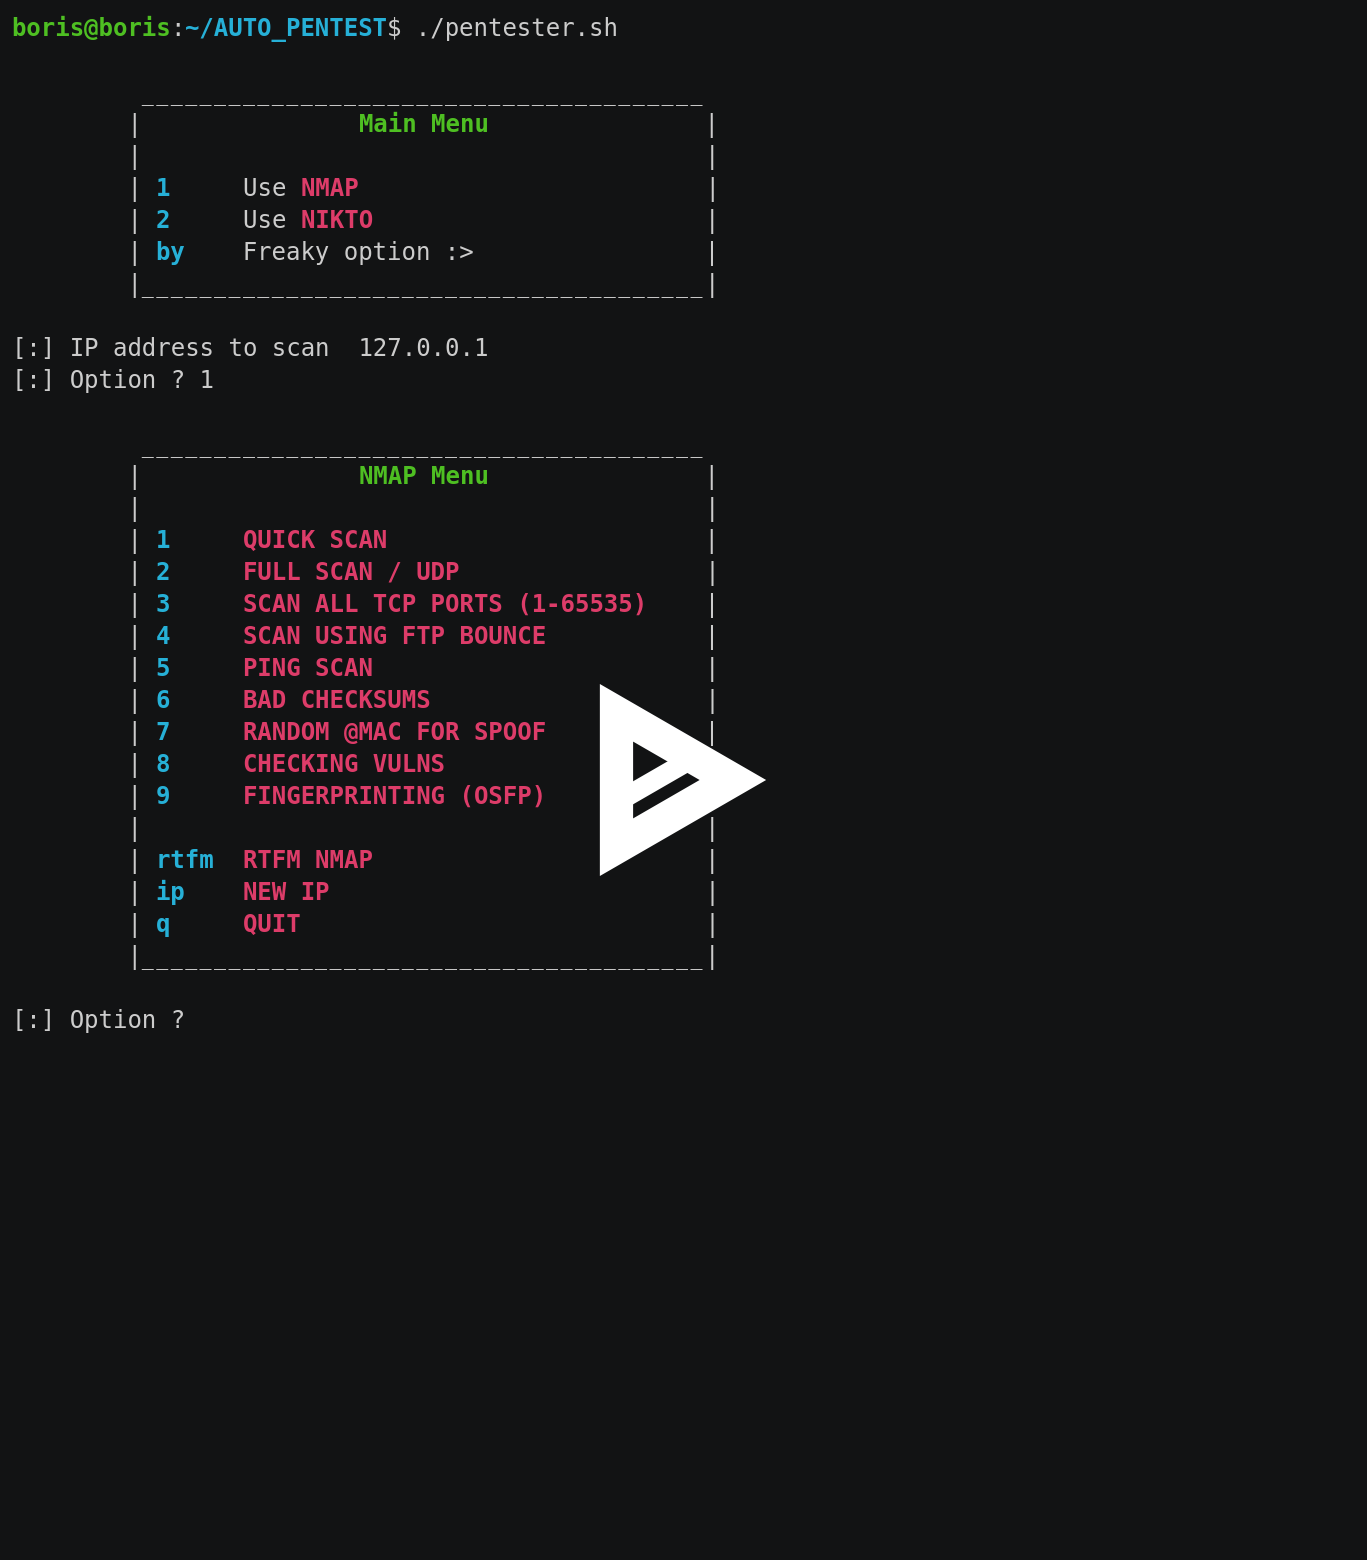 boris@boris:~/AUTO_PENTEST$ ./pentester.sh
_______________________________________
| Main Menu |
| |
| 1 Use NMAP |
| 2 Use NIKTO |
| by Freaky option :> |
|_______________________________________|
[:] IP address to scan  127.0.0.1
[:] Option ? 1
_______________________________________
| NMAP Menu |
| |
| 1 QUICK SCAN |
| 2 FULL SCAN / UDP |
| 3 SCAN ALL TCP PORTS (1-65535) |
| 4 SCAN USING FTP BOUNCE |
| 5 PING SCAN |
| 6 BAD CHECKSUMS |
| 7 RANDOM @MAC FOR SPOOF |
| 8 CHECKING VULNS
| 9 FINGERPRINTING (OSFP)
| |
| rtfm RTFM NMAP |
| ip NEW IP |
| q QUIT |
|_______________________________________|
[:] Option ?